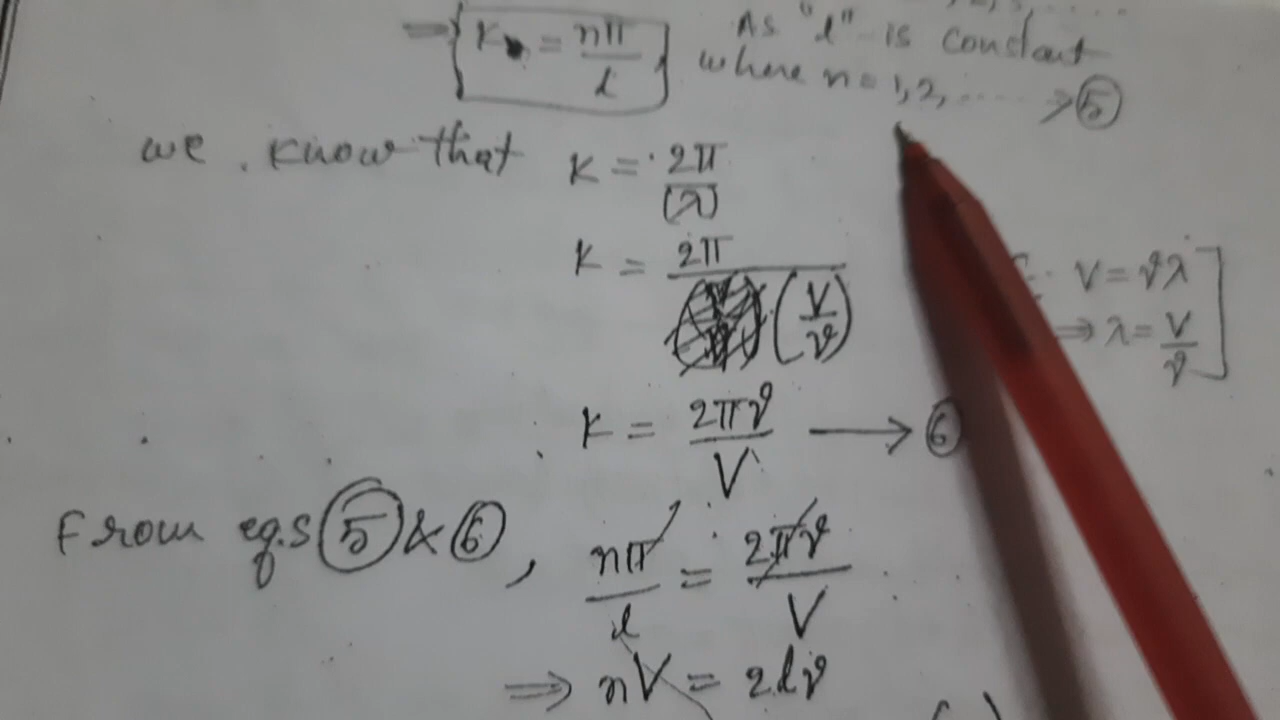 ⇒ { K = nπ/l } As "l" is constant
where n = 1, 2, ...... → ⑤
we know that K = 2π/(λ)
K = 2π/(V/ν)
∵ V = νλ
⇒ λ = V/ν ]
K = 2πν/V → ⑥
From eqs ⑤ & ⑥, nπ/l = 2πν/V
⇒ nV = 2lν